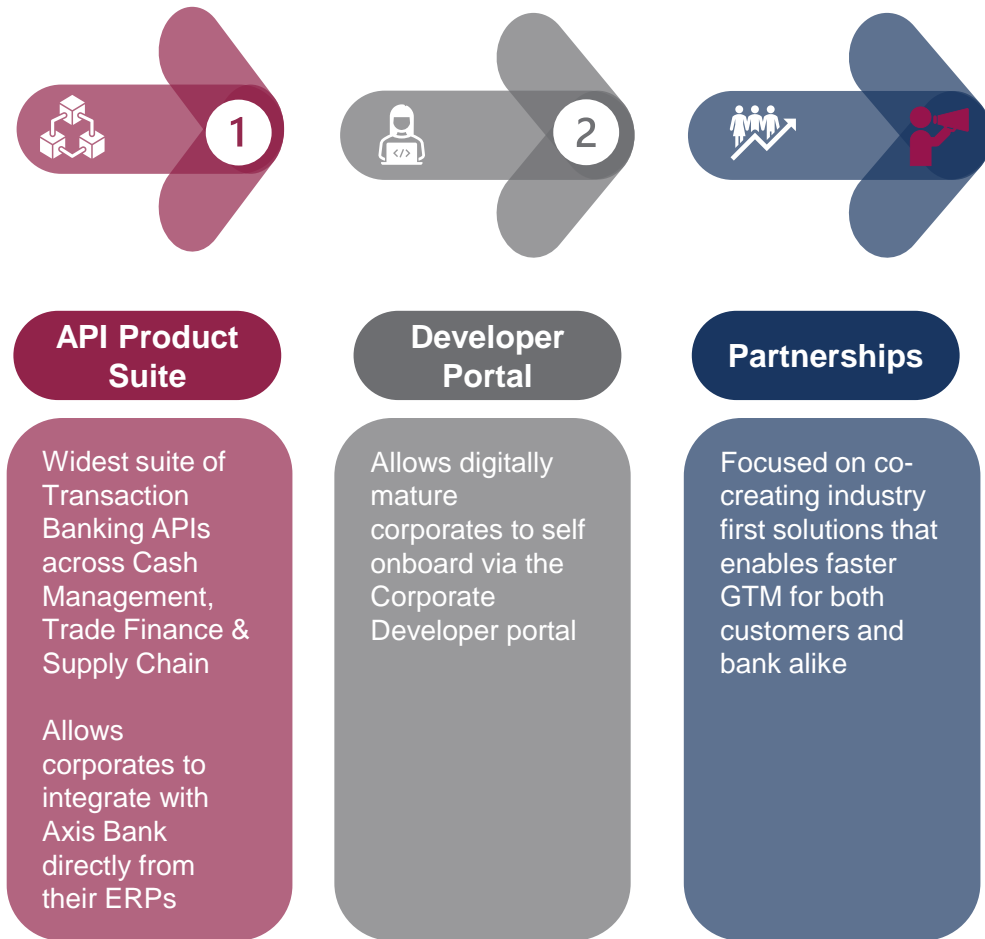 1
2
</>
API Product
Suite
Developer
Portal
Partnerships
Widest suite of
Transaction
Banking APIs
across Cash
Management,
Trade Finance &
Supply Chain
Allows
corporates to
integrate with
Axis Bank
directly from
their ERPs
Allows digitally
mature
corporates to self
onboard via the
Corporate
Developer portal
Focused on co-
creating industry
first solutions that
enables faster
GTM for both
customers and
bank alike